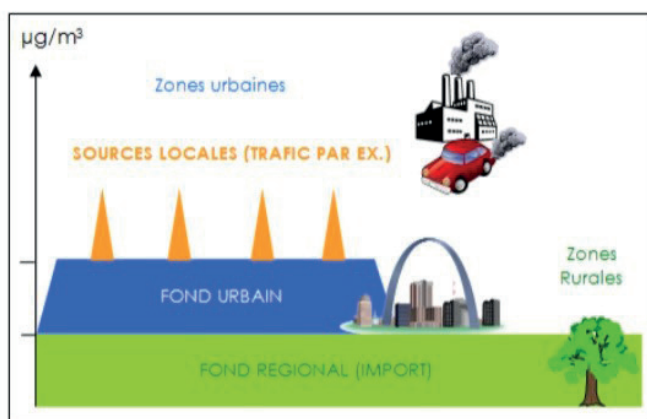 µg/m³
Zones urbaines
SOURCES LOCALES (TRAFIC PAR EX.)
Zones
Rurales
FOND URBAIN
FOND REGIONAL (IMPORT)